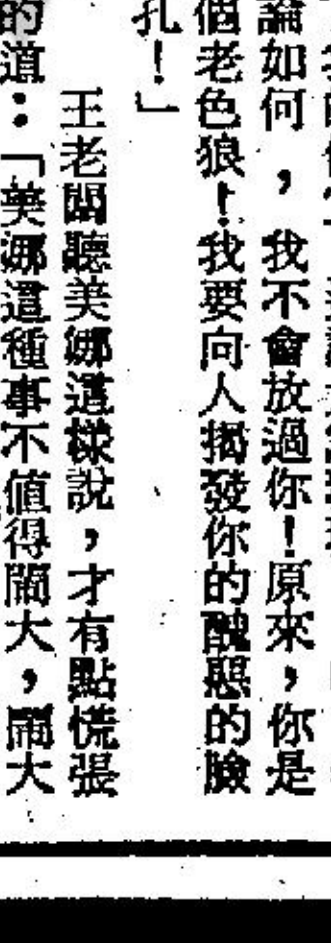 論如何，我不會放過你！原來，你是
個老色狼！我要向人揭發你的醜惡的臉
孔！」
王老闆聽美娜這樣說，才有點慌張
的道：「美娜這種事不值得鬧大，鬧大